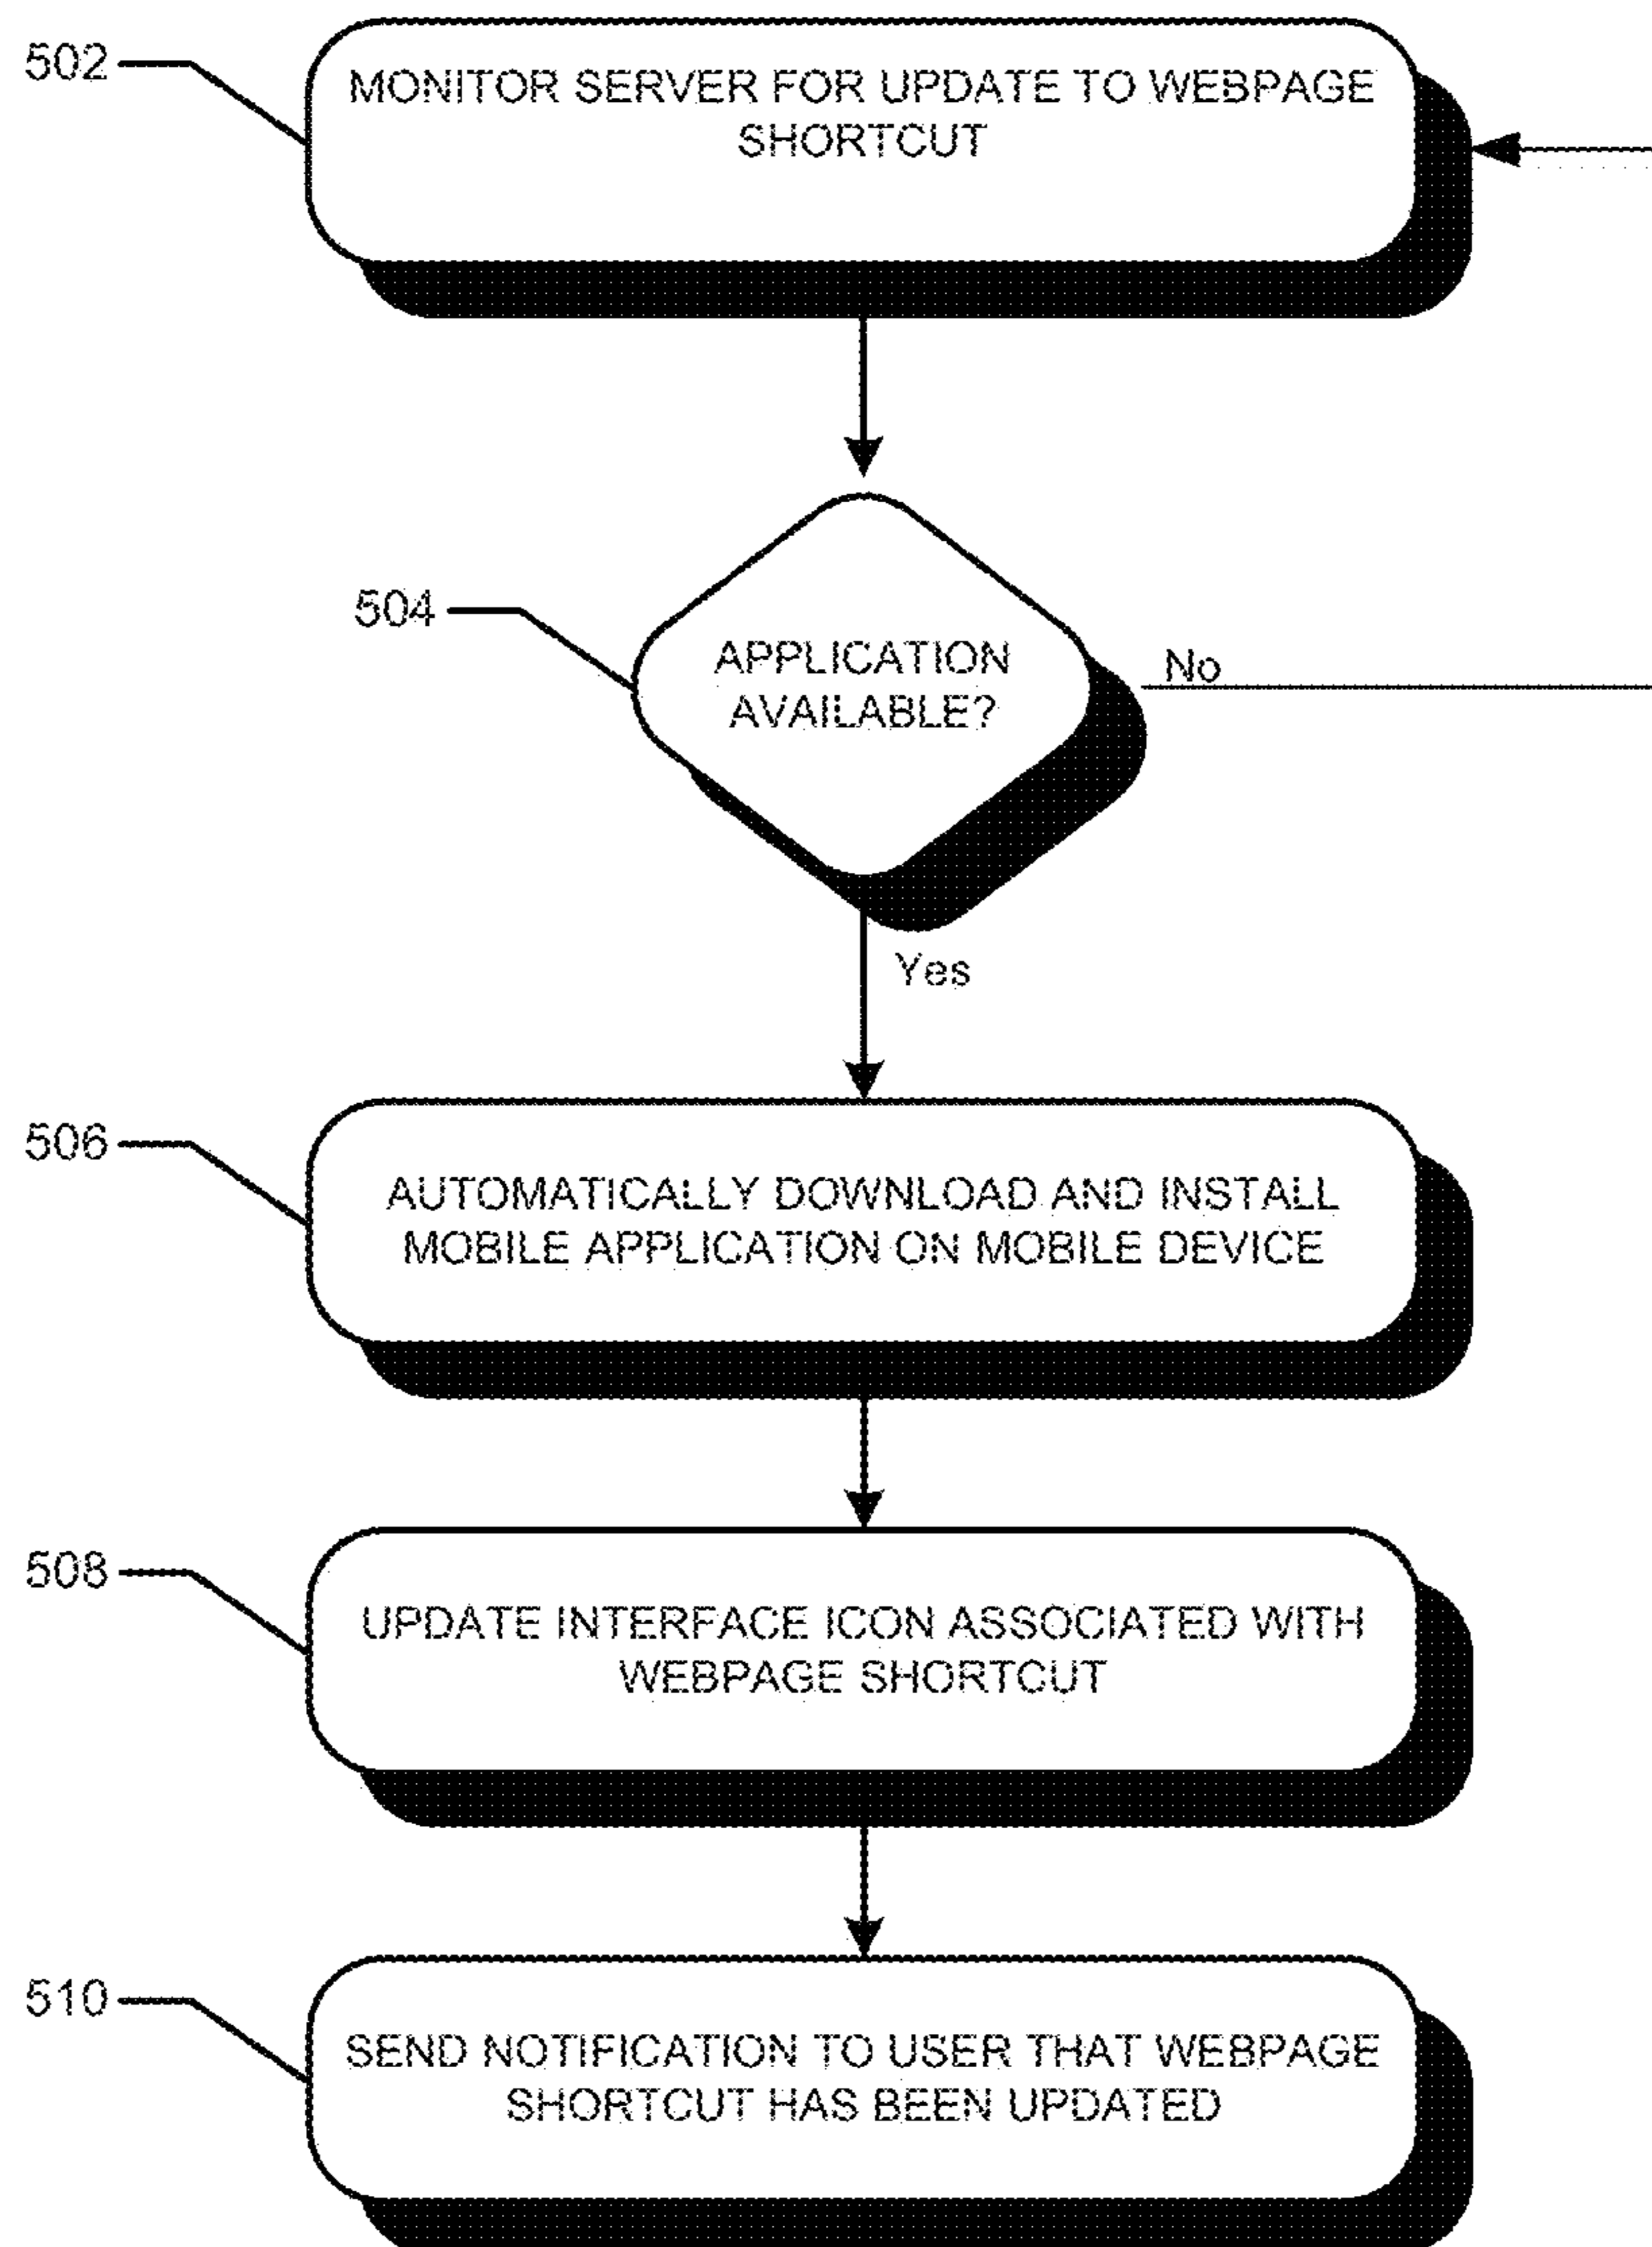 502
MONITOR SERVER FOR UPDATE TO WEBPAGE
SHORTCUT
504
APPLICATION
AVAILABLE?
No
Yes
506
AUTOMATICALLY DOWNLOAD AND INSTALL
MOBILE APPLICATION ON MOBILE DEVICE
508
UPDATE INTERFACE ICON ASSOCIATED WITH
WEBPAGE SHORTCUT
510
SEND NOTIFICATION TO USER THAT WEBPAGE
SHORTCUT HAS BEEN UPDATED